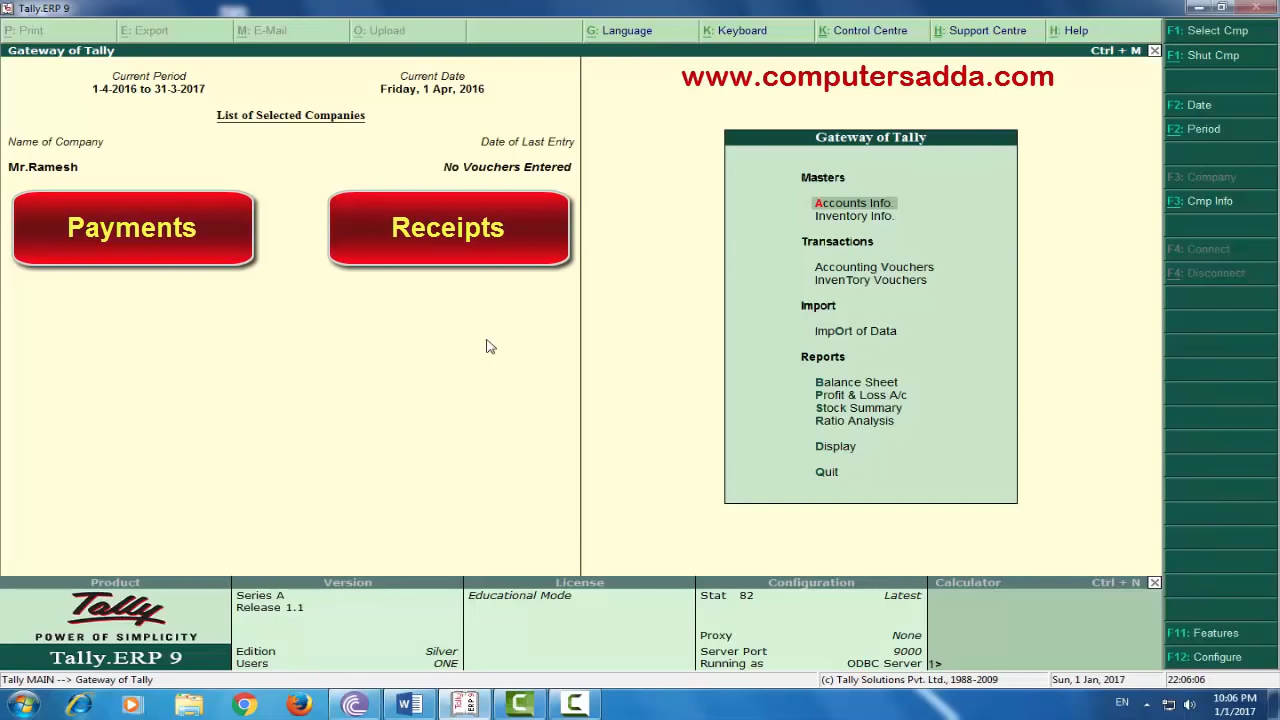 Tally.ERP 9
P: Print
E: Export
M: E-Mail
O: Upload
G: Language
K: Keyboard
K: Control Centre
H: Support Centre
H: Help
F1: Select Cmp
F1: Shut Cmp
F2: Date
F2: Period
F3: Company
F3: Cmp Info
F4: Connect
F4: Disconnect
F11: Features
F12: Configure
Gateway of Tally
Ctrl + M
Current Period
1-4-2016 to 31-3-2017
Current Date
Friday, 1 Apr, 2016
List of Selected Companies
Name of Company
Date of Last Entry
Mr.Ramesh
No Vouchers Entered
Payments
Receipts
www.computersadda.com
Gateway of Tally
Masters
Accounts Info.
Inventory Info.
Transactions
Accounting Vouchers
InvenTory Vouchers
Import
ImpOrt of Data
Reports
Balance Sheet
Profit & Loss A/c
Stock Summary
Ratio Analysis
Display
Quit
Product
Tally
POWER OF SIMPLICITY
Tally.ERP 9
Version
Series A
Release 1.1
Edition Silver
Users ONE
License
Educational Mode
Configuration
Stat 82 Latest
Proxy None
Server Port 9000
Running as ODBC Server
Calculator
Ctrl + N
1>
Tally MAIN --> Gateway of Tally
(c) Tally Solutions Pvt. Ltd., 1988-2009
Sun, 1 Jan, 2017
22:06:06
EN
10:06 PM
1/1/2017